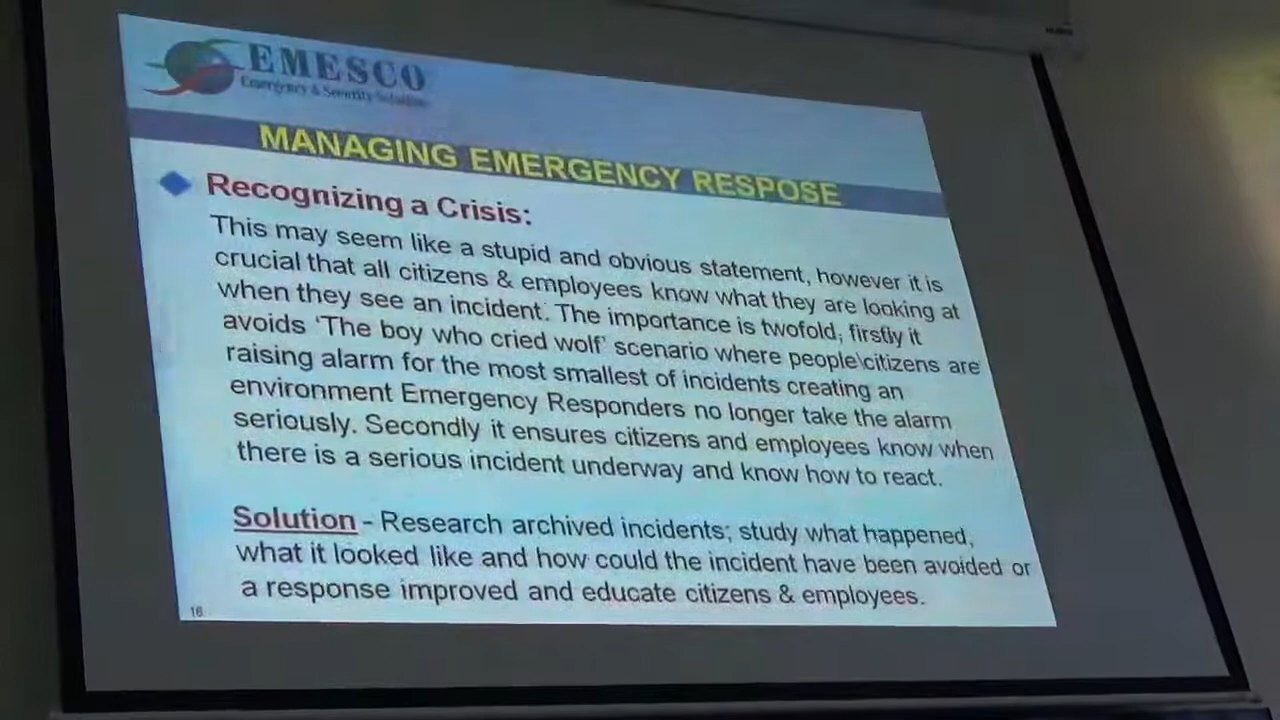 EMESCO
Emergency & Security Solutions
MANAGING EMERGENCY RESPOSE
Recognizing a Crisis:
This may seem like a stupid and obvious statement, however it is
crucial that all citizens & employees know what they are looking at
when they see an incident. The importance is twofold, firstly it
avoids ‘The boy who cried wolf’ scenario where people\citizens are
raising alarm for the most smallest of incidents creating an
environment Emergency Responders no longer take the alarm
seriously. Secondly it ensures citizens and employees know when
there is a serious incident underway and know how to react.
Solution - Research archived incidents; study what happened,
what it looked like and how could the incident have been avoided or
a response improved and educate citizens & employees.
16